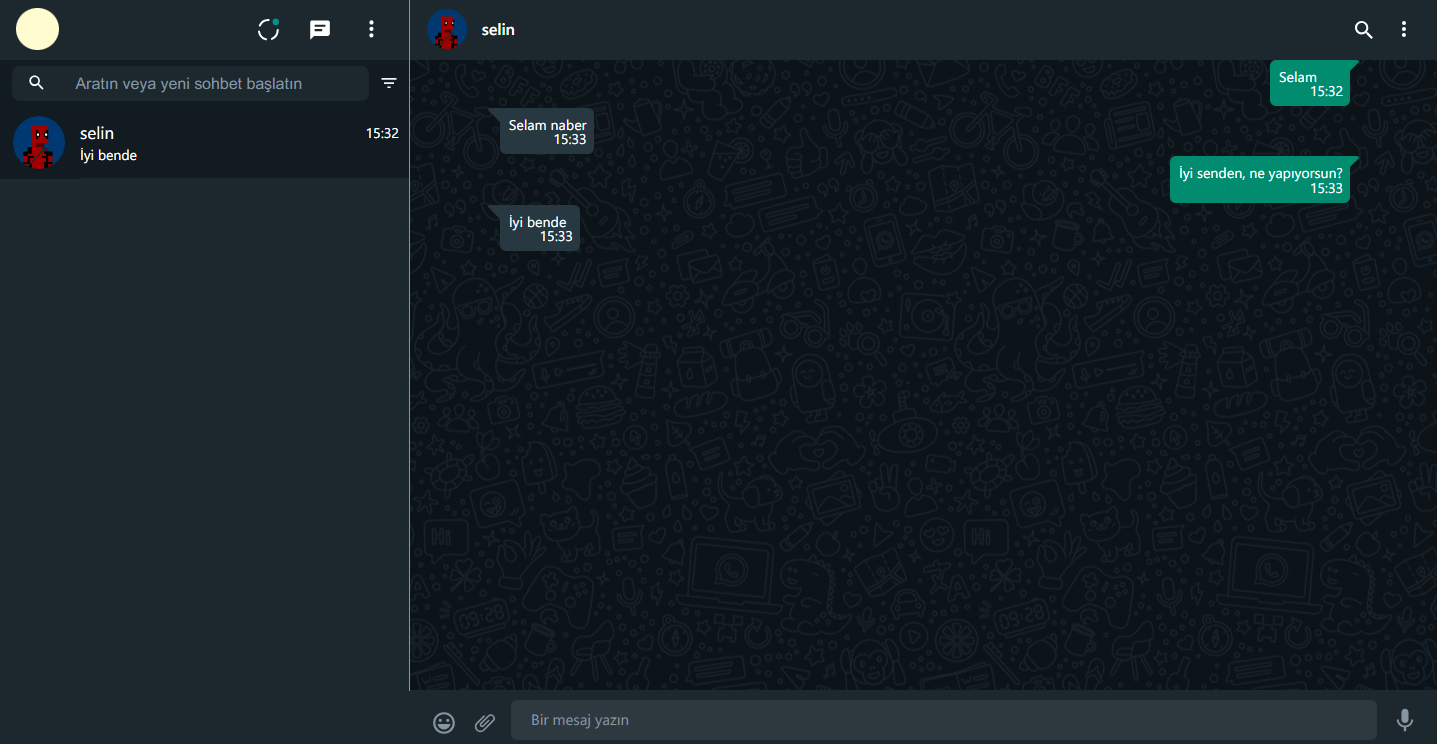 selin
Aratın veya yeni sohbet başlatın
selin
15:32
İyi bende
Selam
15:32
Selam naber
15:33
İyi senden, ne yapıyorsun?
15:33
İyi bende
15:33
Bir mesaj yazın